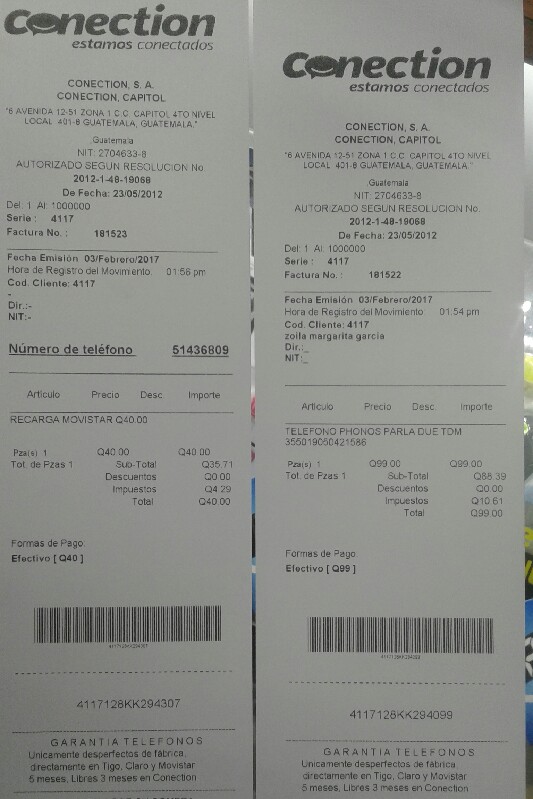 Conection
estamos conectados
CONECTION, S. A.
CONECTION, CAPITOL
"6 AVENIDA 12-51 ZONA 1 C.C. CAPITOL 4TO NIVEL
LOCAL 401-8 GUATEMALA, GUATEMALA."
Guatemala
NIT: 2704633-8
AUTORIZADO SEGUN RESOLUCION No.
2012-1-48-19068
De Fecha: 23/05/2012
Del: 1 Al: 1000000
Serie : 4117
Factura No. : 181523
Fecha Emisión 03/Febrero/2017
Hora de Registro del Movimiento: 01:56 pm
Cod. Cliente: 4117
-
Dir.:-
NIT:-
Número de teléfono 51436809
Articulo Precio Desc. Importe
RECARGA MOVISTAR Q40.00
Pza(s) 1 Q40.00 Q40.00
Tot. de Pzas 1 Sub-Total Q35.71
Descuentos Q0.00
Impuestos Q4.29
Total Q40.00
Formas de Pago:
Efectivo [ Q40 ]
4117128KK294307
4117128KK294307
GARANTIA TELEFONOS
Unicamente desperfectos de fábrica,
directamente en Tigo, Claro y Movistar
5 meses, Libres 3 meses en Conection
Conection
estamos conectados
CONECTION, S. A.
CONECTION, CAPITOL
"6 AVENIDA 12-51 ZONA 1 C.C. CAPITOL 4TO NIVEL
LOCAL 401-8 GUATEMALA, GUATEMALA."
Guatemala
NIT: 2704633-8
AUTORIZADO SEGUN RESOLUCION No.
2012-1-48-19068
De Fecha: 23/05/2012
Del: 1 Al: 1000000
Serie : 4117
Factura No. : 181522
Fecha Emisión 03/Febrero/2017
Hora de Registro del Movimiento: 01:54 pm
Cod. Cliente: 4117
zoila margarita garcia
Dir.:_
NIT:_
Articulo Precio Desc. Importe
TELEFONO PHONOS PARLA DUE TDM
355019050421586
Pza(s) 1 Q99.00 Q99.00
Tot. de Pzas 1 Sub-Total Q88.39
Descuentos Q0.00
Impuestos Q10.61
Total Q99.00
Formas de Pago:
Efectivo [ Q99 ]
4117128KK294099
GARANTIA TELEFONOS
Unicamente desperfectos de fábrica,
directamente en Tigo, Claro y Movistar
5 meses, Libres 3 meses en Conection